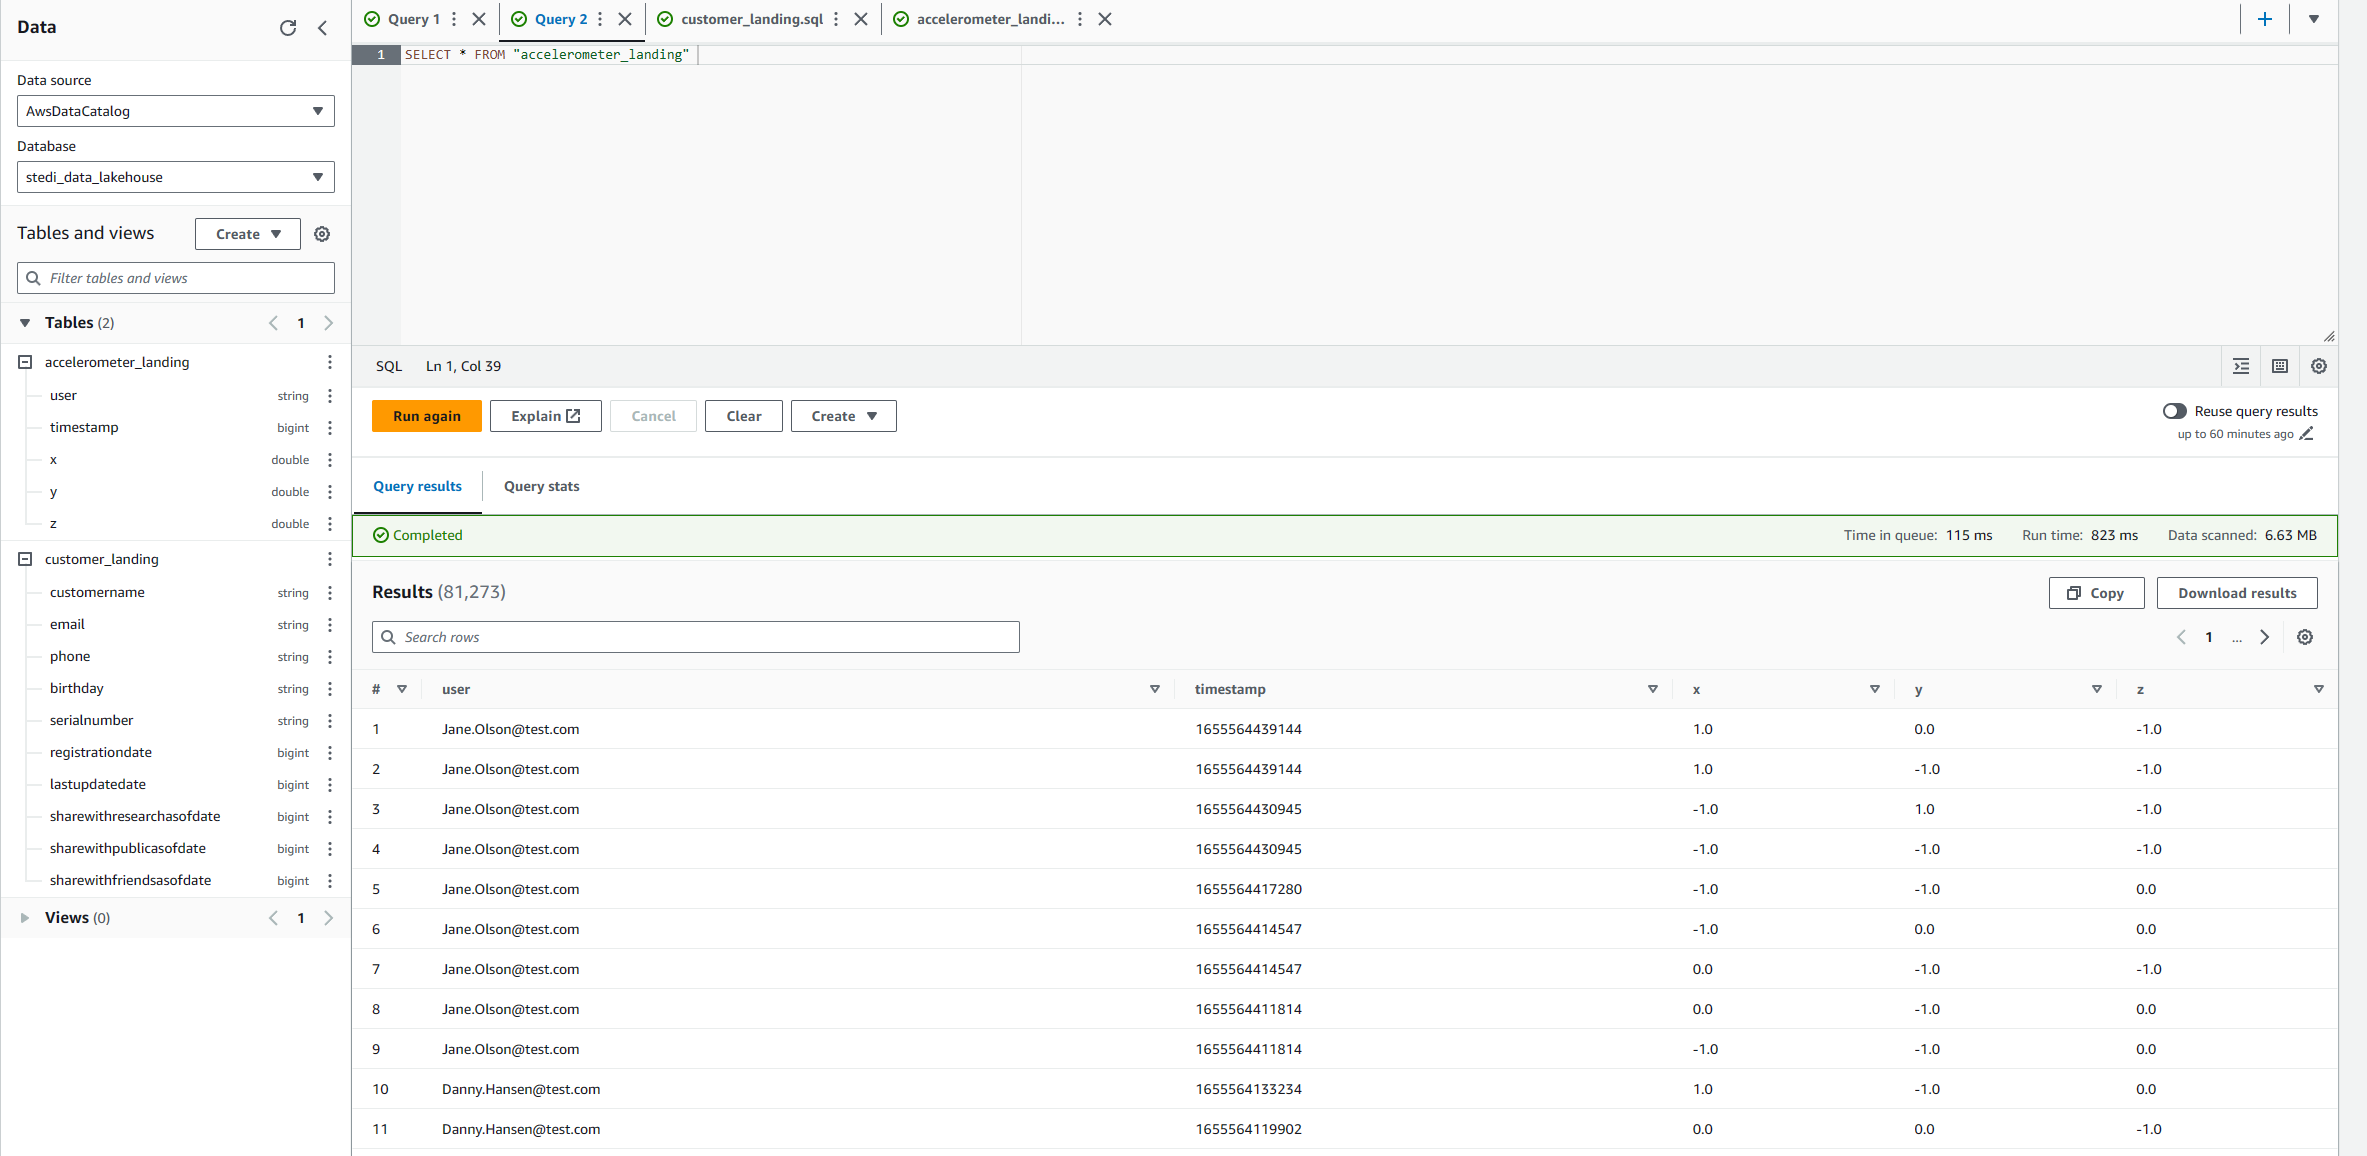 Data
Data source
AwsDataCatalog
Database
stedi_data_lakehouse
Tables and views
Create
Filter tables and views
Tables (2)
1
accelerometer_landing
user string
timestamp bigint
x double
y double
z double
customer_landing
customername string
email string
phone string
birthday string
serialnumber string
registrationdate bigint
lastupdatedate bigint
sharewithresearchasofdate bigint
sharewithpublicasofdate bigint
sharewithfriendsasofdate bigint
Views (0)
1
Query 1
Query 2
customer_landing.sql
accelerometer_landi...
1 SELECT * FROM "accelerometer_landing"
SQL Ln 1, Col 39
Run again Explain Cancel Clear Create
Reuse query results
up to 60 minutes ago
Query results Query stats
Completed Time in queue: 115 ms Run time: 823 ms Data scanned: 6.63 MB
Results (81,273) Copy Download results
Search rows
1 ...
# user timestamp x y z
1 Jane.Olson@test.com 1655564439144 1.0 0.0 -1.0
2 Jane.Olson@test.com 1655564439144 1.0 -1.0 -1.0
3 Jane.Olson@test.com 1655564430945 -1.0 1.0 -1.0
4 Jane.Olson@test.com 1655564430945 -1.0 -1.0 -1.0
5 Jane.Olson@test.com 1655564417280 -1.0 -1.0 0.0
6 Jane.Olson@test.com 1655564414547 -1.0 0.0 0.0
7 Jane.Olson@test.com 1655564414547 0.0 -1.0 -1.0
8 Jane.Olson@test.com 1655564411814 0.0 -1.0 0.0
9 Jane.Olson@test.com 1655564411814 -1.0 -1.0 0.0
10 Danny.Hansen@test.com 1655564133234 1.0 -1.0 0.0
11 Danny.Hansen@test.com 1655564119902 0.0 0.0 -1.0